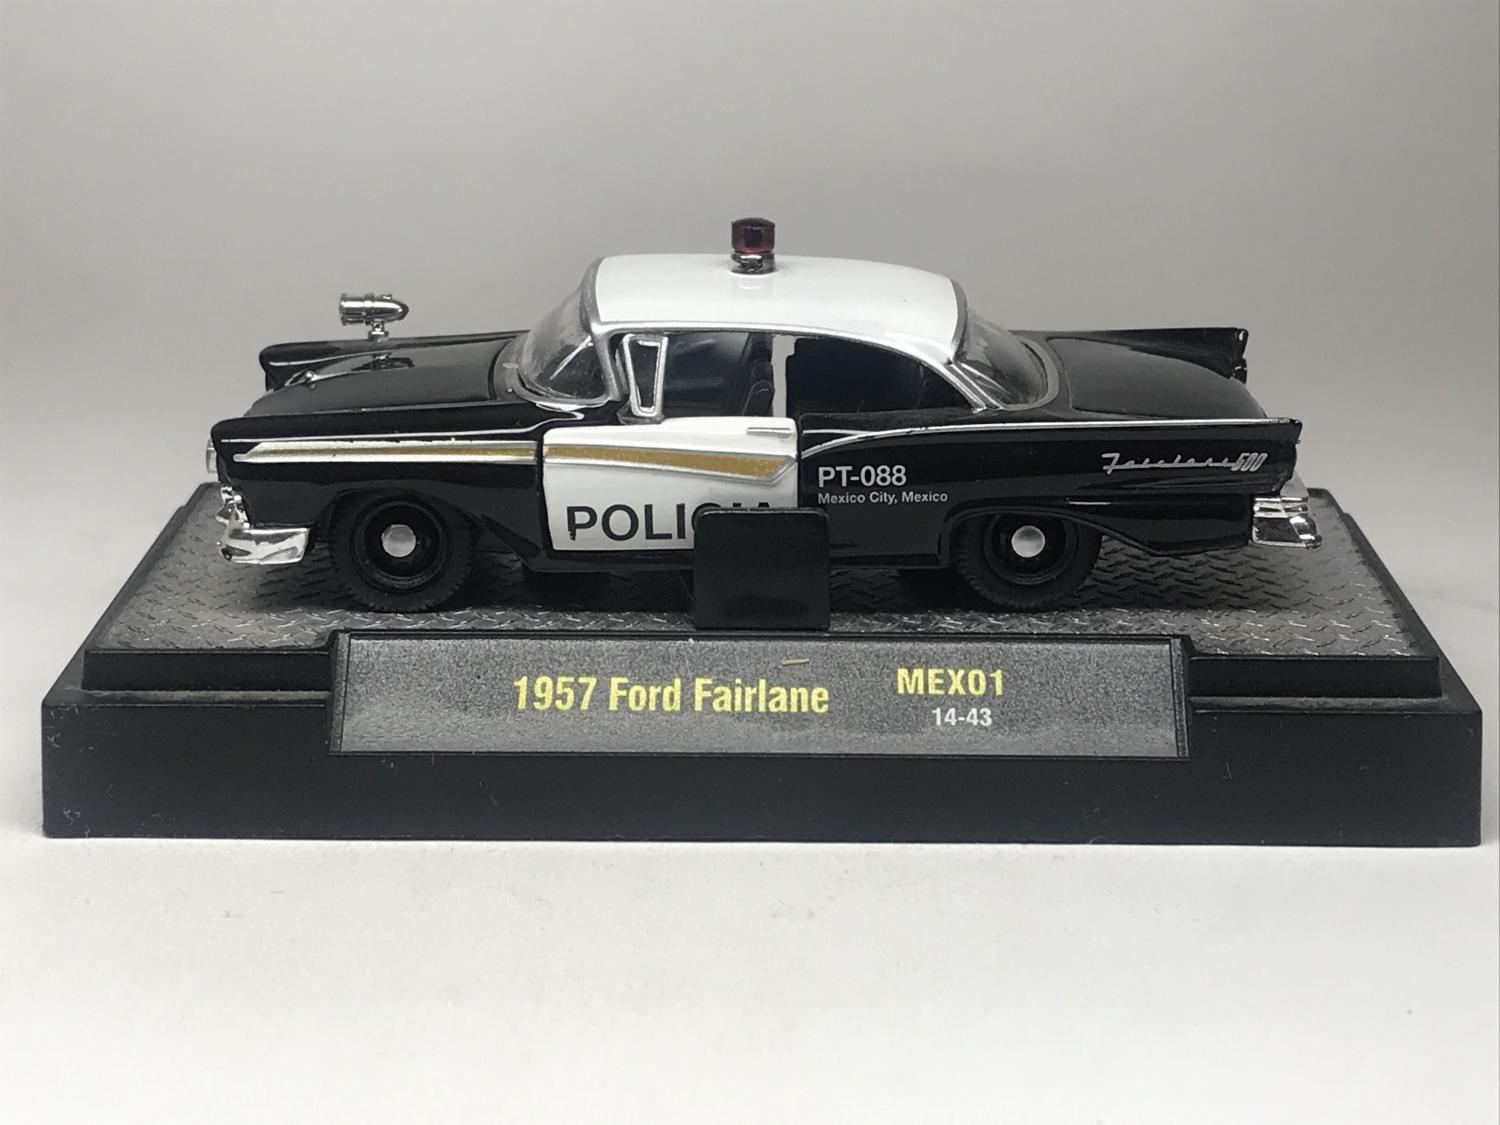 POLICIA
PT-088
Mexico City, Mexico
Fairlane 500
1957 Ford Fairlane
MEX01
14-43